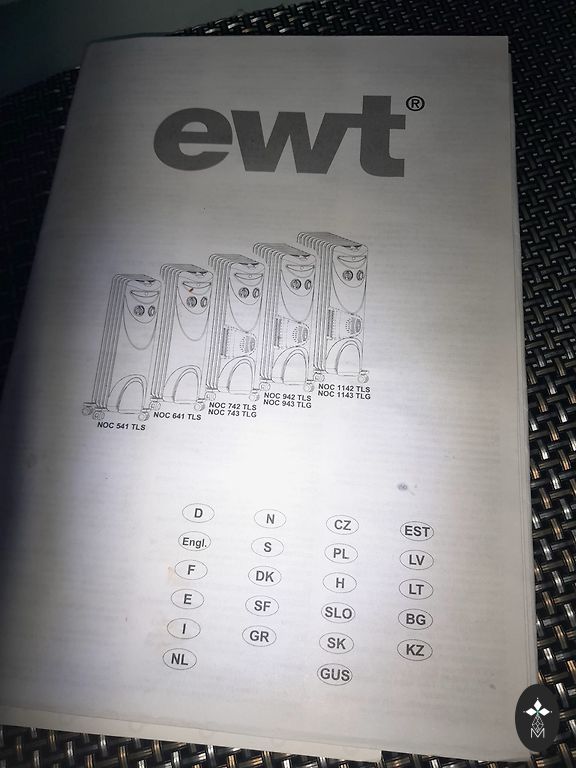 ewt®
NOC 541 TLS
NOC 641 TLS
NOC 742 TLS
NOC 743 TLG
NOC 942 TLS
NOC 943 TLG
NOC 1142 TLS
NOC 1143 TLG
D
Engl.
F
E
I
NL
N
S
DK
SF
GR
CZ
PL
H
SLO
SK
GUS
EST
LV
LT
BG
KZ
M